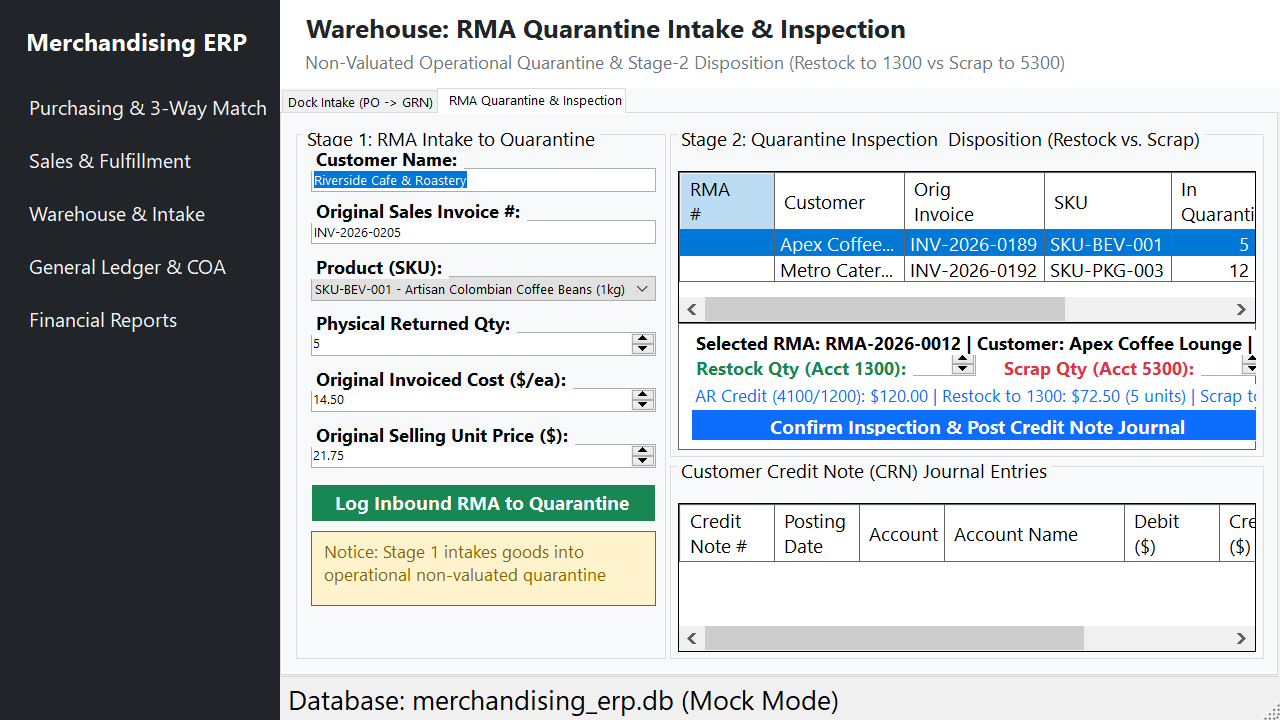 Merchandising ERP
Purchasing & 3-Way Match
Sales & Fulfillment
Warehouse & Intake
General Ledger & COA
Financial Reports
Warehouse: RMA Quarantine Intake & Inspection
Non-Valuated Operational Quarantine & Stage-2 Disposition (Restock to 1300 vs Scrap to 5300)
Dock Intake (PO -> GRN)
RMA Quarantine & Inspection
Stage 1: RMA Intake to Quarantine
Customer Name:
Riverside Cafe & Roastery
Original Sales Invoice #:
INV-2026-0205
Product (SKU):
SKU-BEV-001 - Artisan Colombian Coffee Beans (1kg)
Physical Returned Qty:
5
Original Invoiced Cost ($/ea):
14.50
Original Selling Unit Price ($):
21.75
Log Inbound RMA to Quarantine
Notice: Stage 1 intakes goods into
operational non-valuated quarantine
Stage 2: Quarantine Inspection  Disposition (Restock vs. Scrap)
RMA # Customer Orig Invoice SKU In Quaranti
Apex Coffee... INV-2026-0189 SKU-BEV-001 5
Metro Cater... INV-2026-0192 SKU-PKG-003 12
Selected RMA: RMA-2026-0012 | Customer: Apex Coffee Lounge |
Restock Qty (Acct 1300): Scrap Qty (Acct 5300):
AR Credit (4100/1200): $120.00 | Restock to 1300: $72.50 (5 units) | Scrap to
Confirm Inspection & Post Credit Note Journal
Customer Credit Note (CRN) Journal Entries
Credit Note # Posting Date Account Account Name Debit ($) Cre ($)
Database: merchandising_erp.db (Mock Mode)